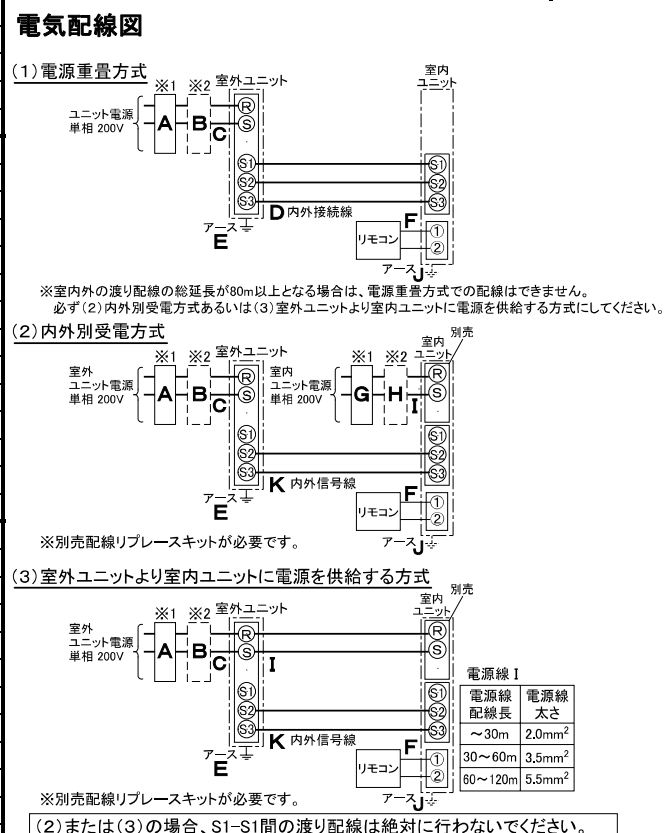 電気配線図
(1)電源重畳方式
※1 ※2 室外ユニット
室内
ユニット
ユニット電源
単相 200V
A B C
R
S
S1 S1
S2 S2
S3 S3
D 内外接続線
アース
E
リモコン
F
①
②
アース J
※室内外の渡り配線の総延長が80m以上となる場合は、電源重畳方式での配線はできません。
必ず(2)内外別受電方式あるいは(3)室外ユニットより室内ユニットに電源を供給する方式にしてください。
(2)内外別受電方式
※1 ※2 室外ユニット
※1 ※2 室内
ユニット
別売
室外
ユニット電源
単相 200V
A B C
R
S
室内
ユニット電源
単相 200V
G H I
R
S
S1 S1
S2 S2
S3 S3
K 内外信号線
アース
E
リモコン
F
①
②
アース J
※別売配線リプレースキットが必要です。
(3)室外ユニットより室内ユニットに電源を供給する方式
※1 ※2 室外ユニット
室内
ユニット
別売
室外
ユニット電源
単相 200V
A B C
R R
S S
I
S1 S1
S2 S2
S3 S3
K 内外信号線
アース
E
リモコン
F
①
②
アース J
電源線 I
電源線配線長 電源線太さ
～30m 2.0mm²
30～60m 3.5mm²
60～120m 5.5mm²
※別売配線リプレースキットが必要です。
(2)または(3)の場合、S1-S1間の渡り配線は絶対に行わないでください。